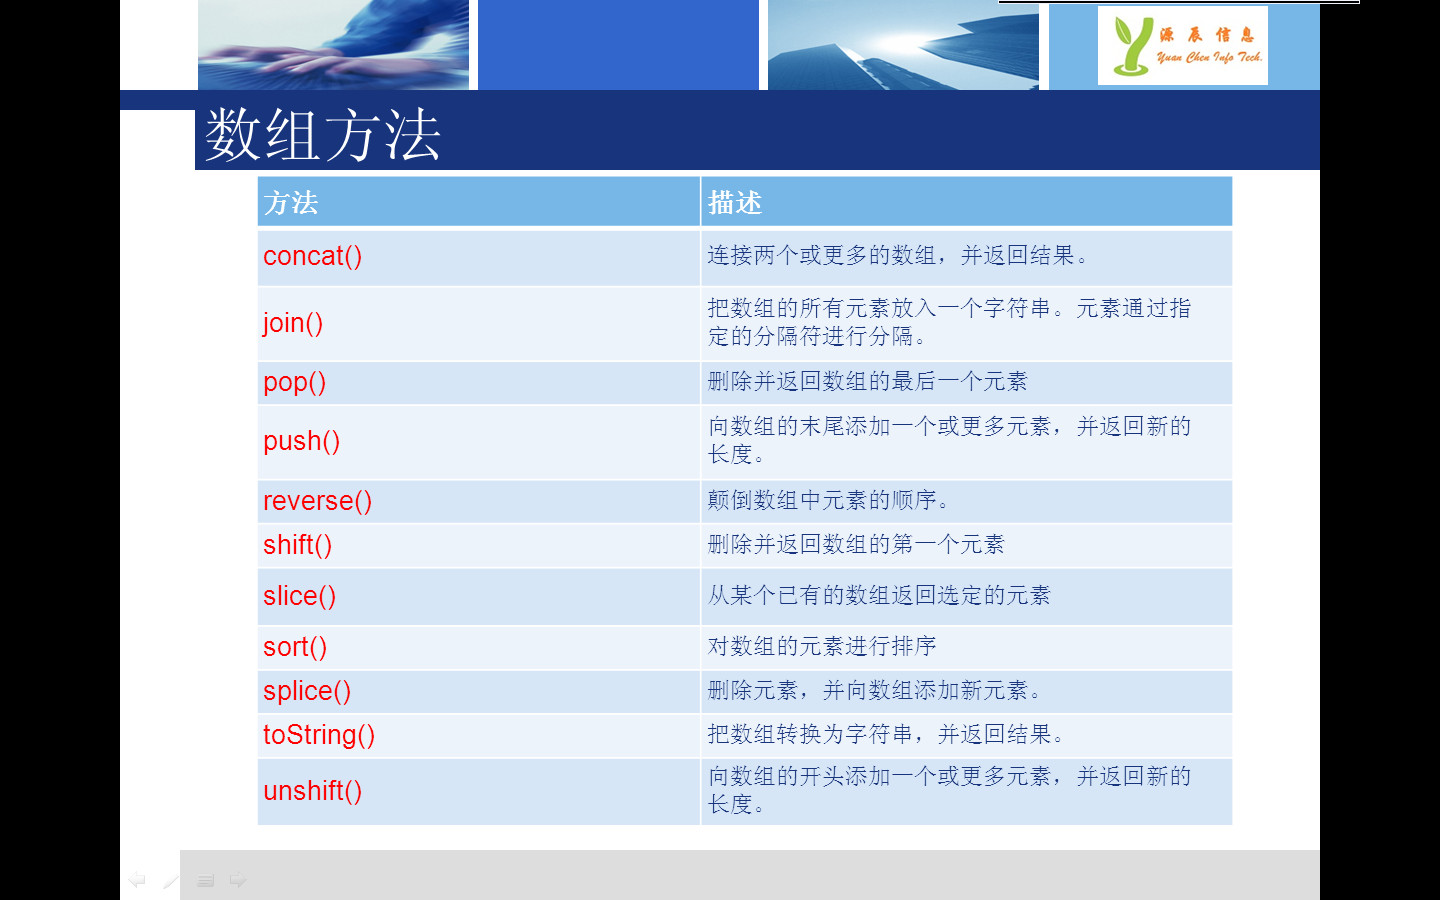 源辰信息
Yuan Chen Info Tech.
数组方法
方法
描述
concat()
连接两个或更多的数组，并返回结果。
join()
把数组的所有元素放入一个字符串。元素通过指
定的分隔符进行分隔。
pop()
删除并返回数组的最后一个元素
push()
向数组的末尾添加一个或更多元素，并返回新的
长度。
reverse()
颠倒数组中元素的顺序。
shift()
删除并返回数组的第一个元素
slice()
从某个已有的数组返回选定的元素
sort()
对数组的元素进行排序
splice()
删除元素，并向数组添加新元素。
toString()
把数组转换为字符串，并返回结果。
unshift()
向数组的开头添加一个或更多元素，并返回新的
长度。